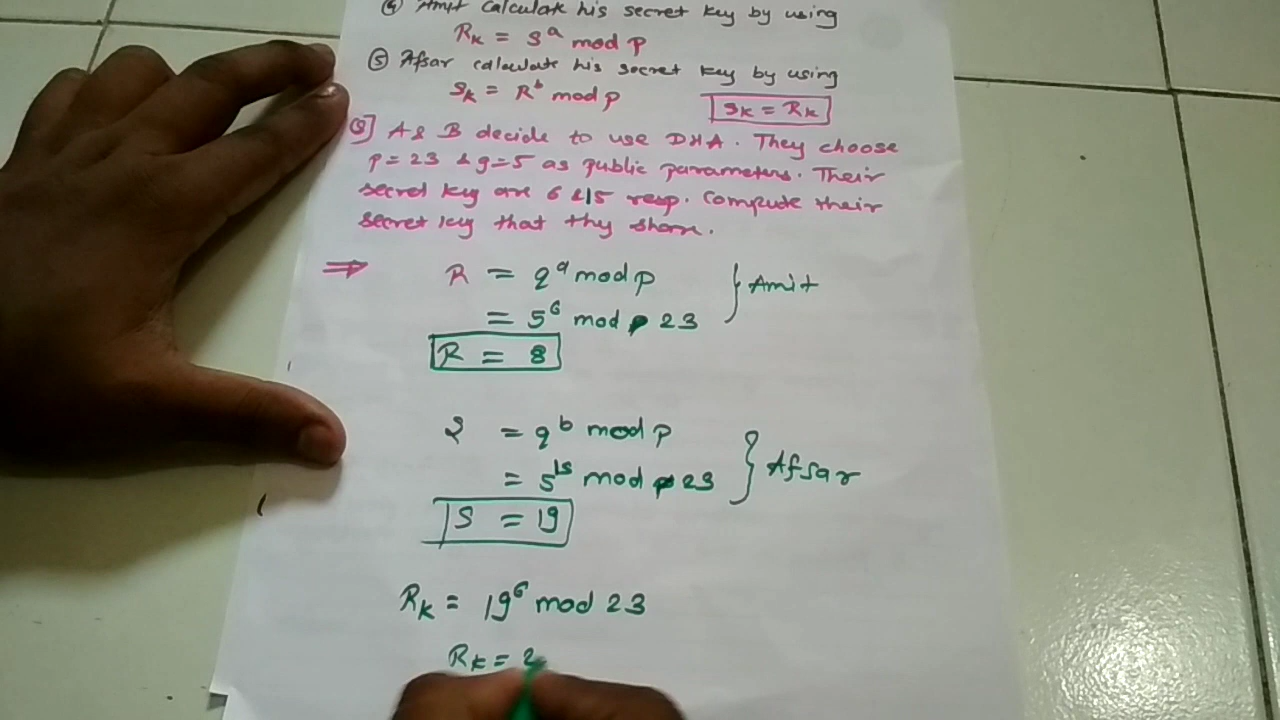 ④ Amit calculate his secret key by using
Rk = S^a mod p
⑤ Afsar calculate his secret key by using
Sk = R^b mod p    Sk = Rk
Q] A & B decide to use DHA. They choose
p = 23 & g=5 as public parameters. Their
secret key are 6 & 15 resp. Compute their
secret key that thy share.
⇒ R = g^a mod p } Amit
= 5^6 mod 23
R = 8
S = g^b mod p
= 5^15 mod 23 } Afsar
S = 19
Rk = 19^6 mod 23
Rk = 2